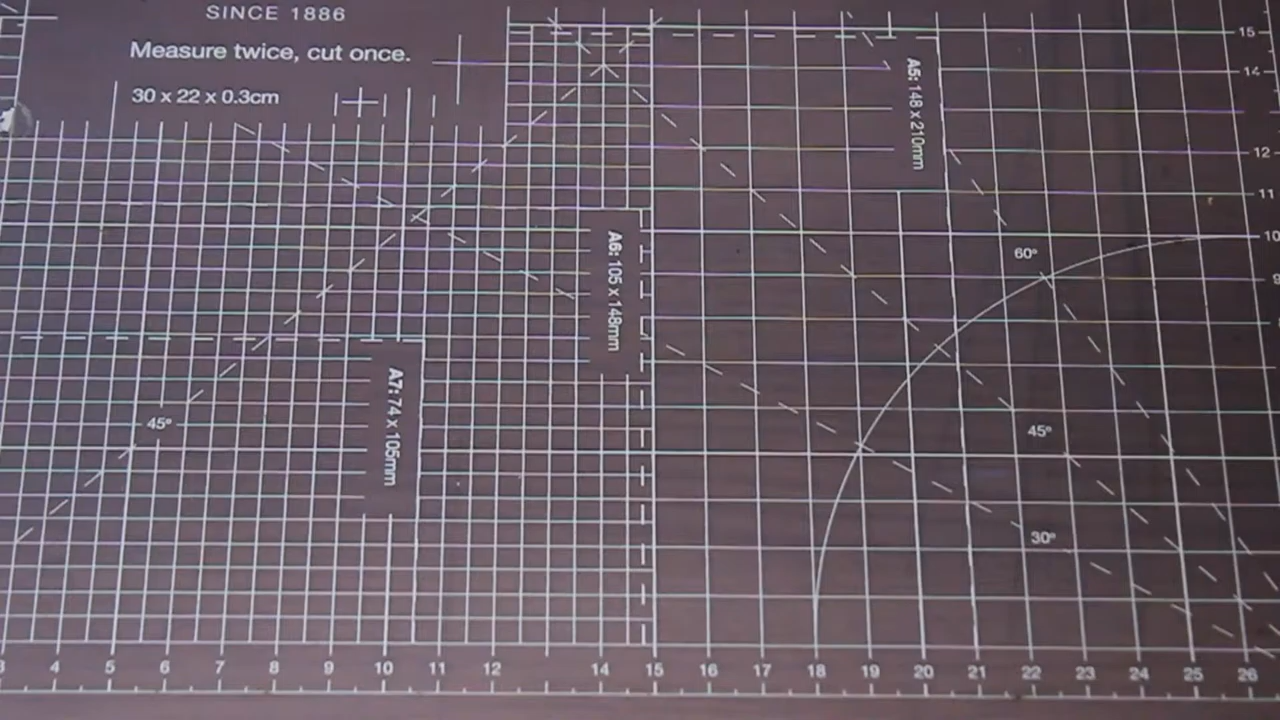 SINCE 1886
Measure twice, cut once.
30 x 22 x 0.3cm
A5: 148 x 210mm
A6: 105 x 148mm
A7: 74 x 105mm
45°
60°
45°
30°
15
14
12
11
10
9
3 4 5 6 7 8 9 10 11 12 14 15 16 17 18 19 20 21 22 23 24 25 26